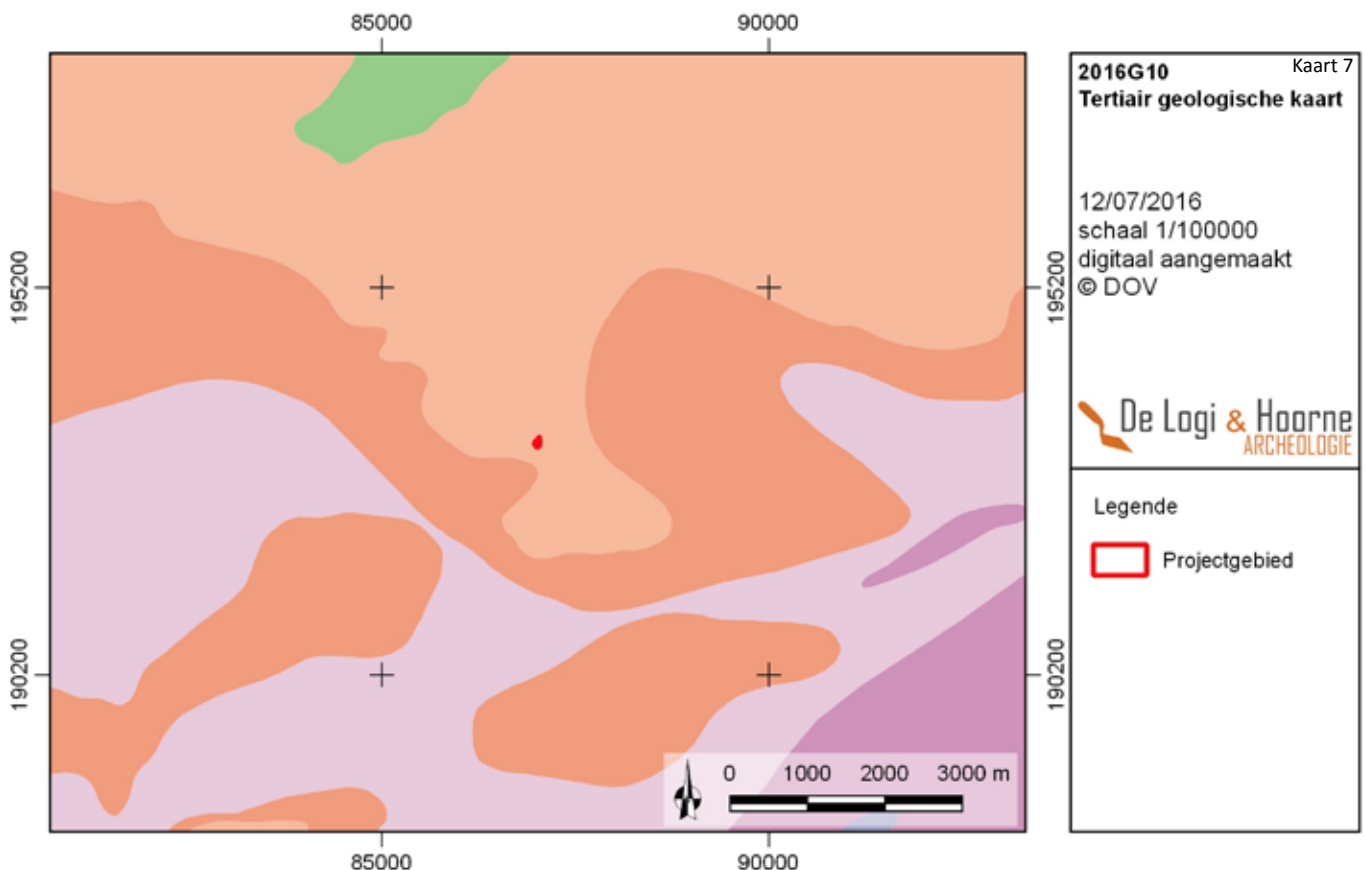 85000 90000
195200 195200
190200 190200
0 1000 2000 3000 m
85000 90000
2016G10 Kaart 7
Tertiair geologische kaart
12/07/2016
schaal 1/100000
digitaal aangemaakt
© DOV
De Logi & Hoorne
ARCHEOLOGIE
Legende
Projectgebied